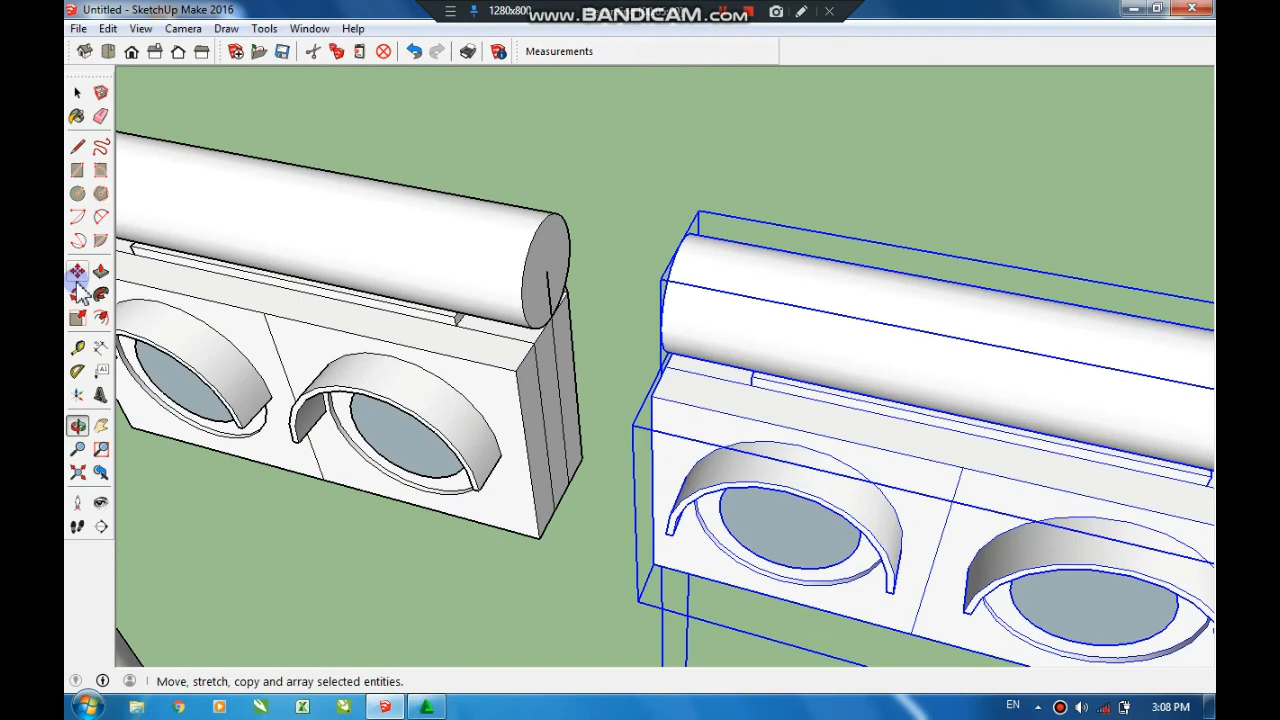 Untitled - SketchUp Make 2016
1280x800
www.BANDICAM.com
File Edit View Camera Draw Tools Window Help
Measurements
Move, stretch, copy and array selected entities.
EN
3:08 PM